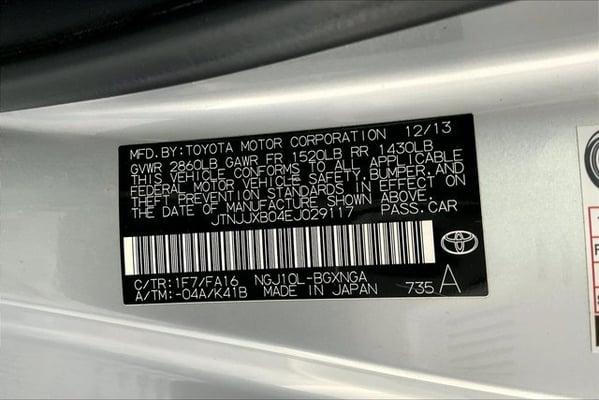 MFD.BY:TOYOTA MOTOR CORPORATION 12/13
GVWR 2860LB GAWR FR 1520LB RR 1430LB
THIS VEHICLE CONFORMS TO ALL APPLICABLE
FEDERAL MOTOR VEHICLE SAFETY AND
THEFT PREVENTION STANDARDS IN EFFECT ON
THE DATE OF MANUFACTURE SHOWN ABOVE.
JTNJJXB04EJ029117 PASS.CAR
C/TR:1F7/FA16 NGJ10L-BGXNGA
A/TM:-04A/K41B MADE IN JAPAN 735 A